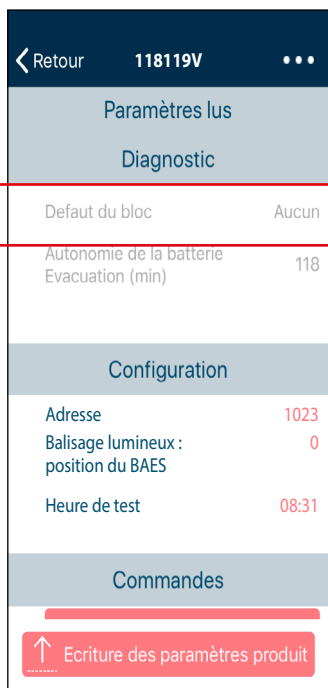 Retour 118119V
Paramètres lus
Diagnostic
Defaut du bloc Aucun
Autonomie de la batterie
Evacuation (min) 118
Configuration
Adresse 1023
Balisage lumineux : 0
position du BAES
Heure de test 08:31
Commandes
Ecriture des paramètres produit